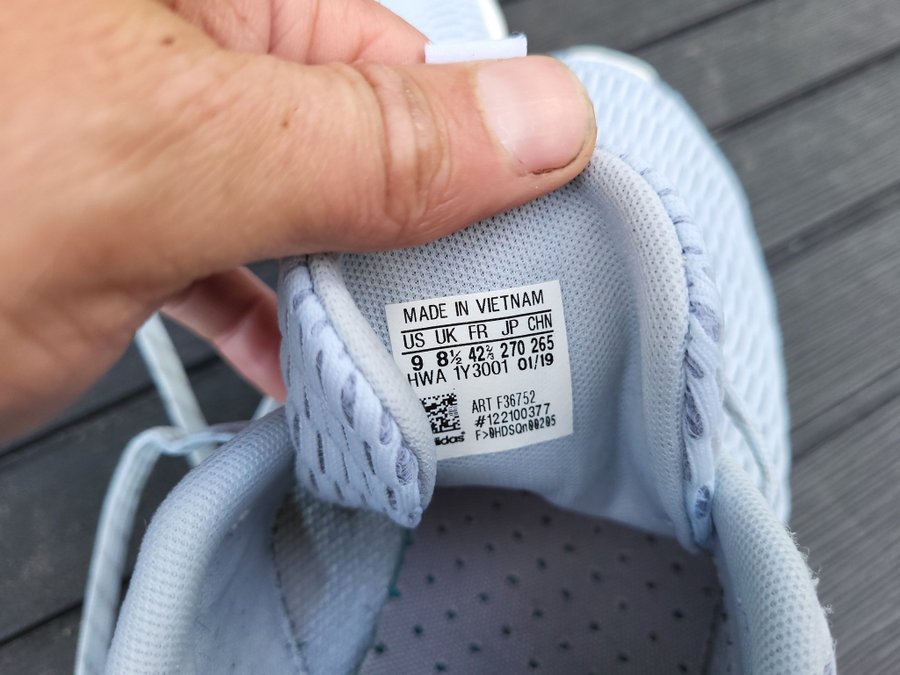 MADE IN VIETNAM
US UK FR JP CHN
9 8½ 42⅔ 270 265
HWA 1Y3001 01/19
ART F36752
#122100377
F>0HDSQn00205
adidas